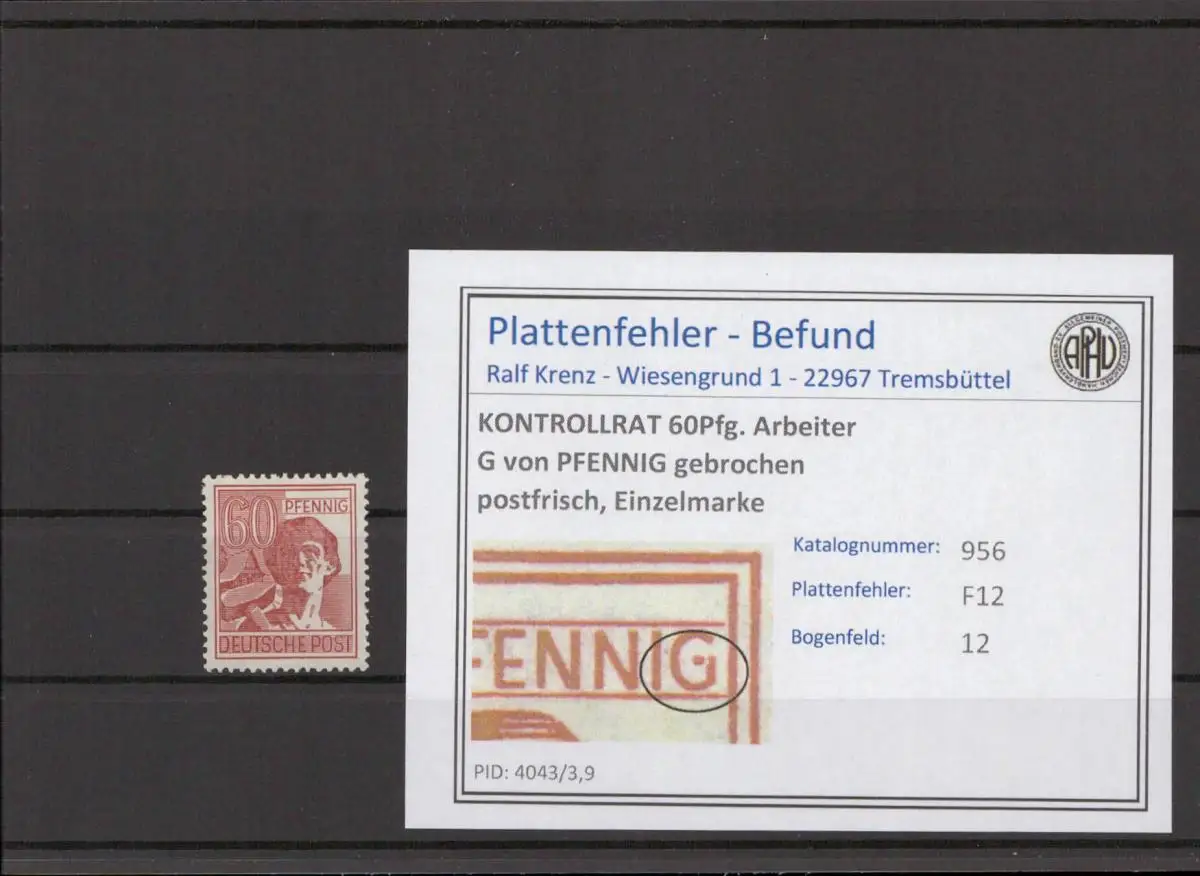 60 PFENNIG
DEUTSCHE POST
Plattenfehler - Befund
Ralf Krenz - Wiesengrund 1 - 22967 Tremsbüttel
APHV
KONTROLLRAT 60Pfg. Arbeiter
G von PFENNIG gebrochen
postfrisch, Einzelmarke
Katalognummer: 956
Plattenfehler: F12
Bogenfeld: 12
FENNIG
PID: 4043/3,9